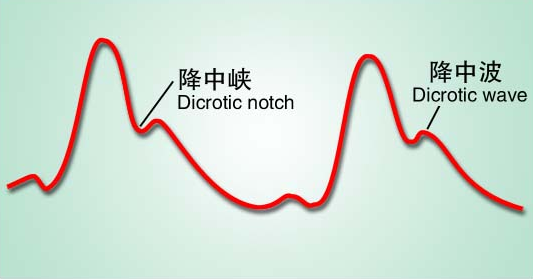 降中峡
Dicrotic notch
降中波
Dicrotic wave